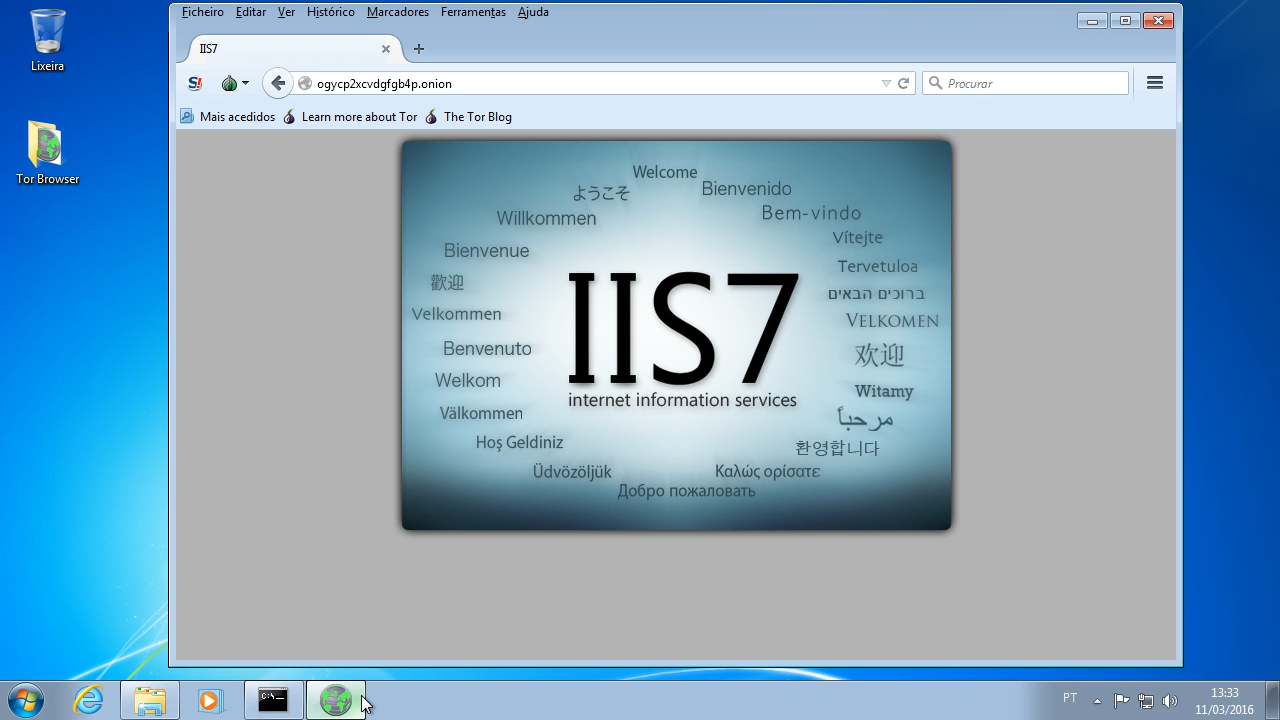 Lixeira
Tor Browser
Ficheiro Editar Ver Histórico Marcadores Ferramentas Ajuda
IIS7
S!
ogycp2xcvdgfgb4p.onion
Procurar
Mais acedidos Learn more about Tor The Tor Blog
Welcome
ようこそ
Bienvenido
Willkommen
Bem-vindo
Bienvenue
Vítejte
歡迎
Tervetuloa
Velkommen
ברוכים הבאים
VELKOMEN
Benvenuto
欢迎
Welkom
Witamy
Välkommen
مرحباً
Hoş Geldiniz
환영합니다
Üdvözöljük
Καλώς ορίσατε
Добро пожаловать
IIS7
internet information services
C:\
PT
13:33
11/03/2016